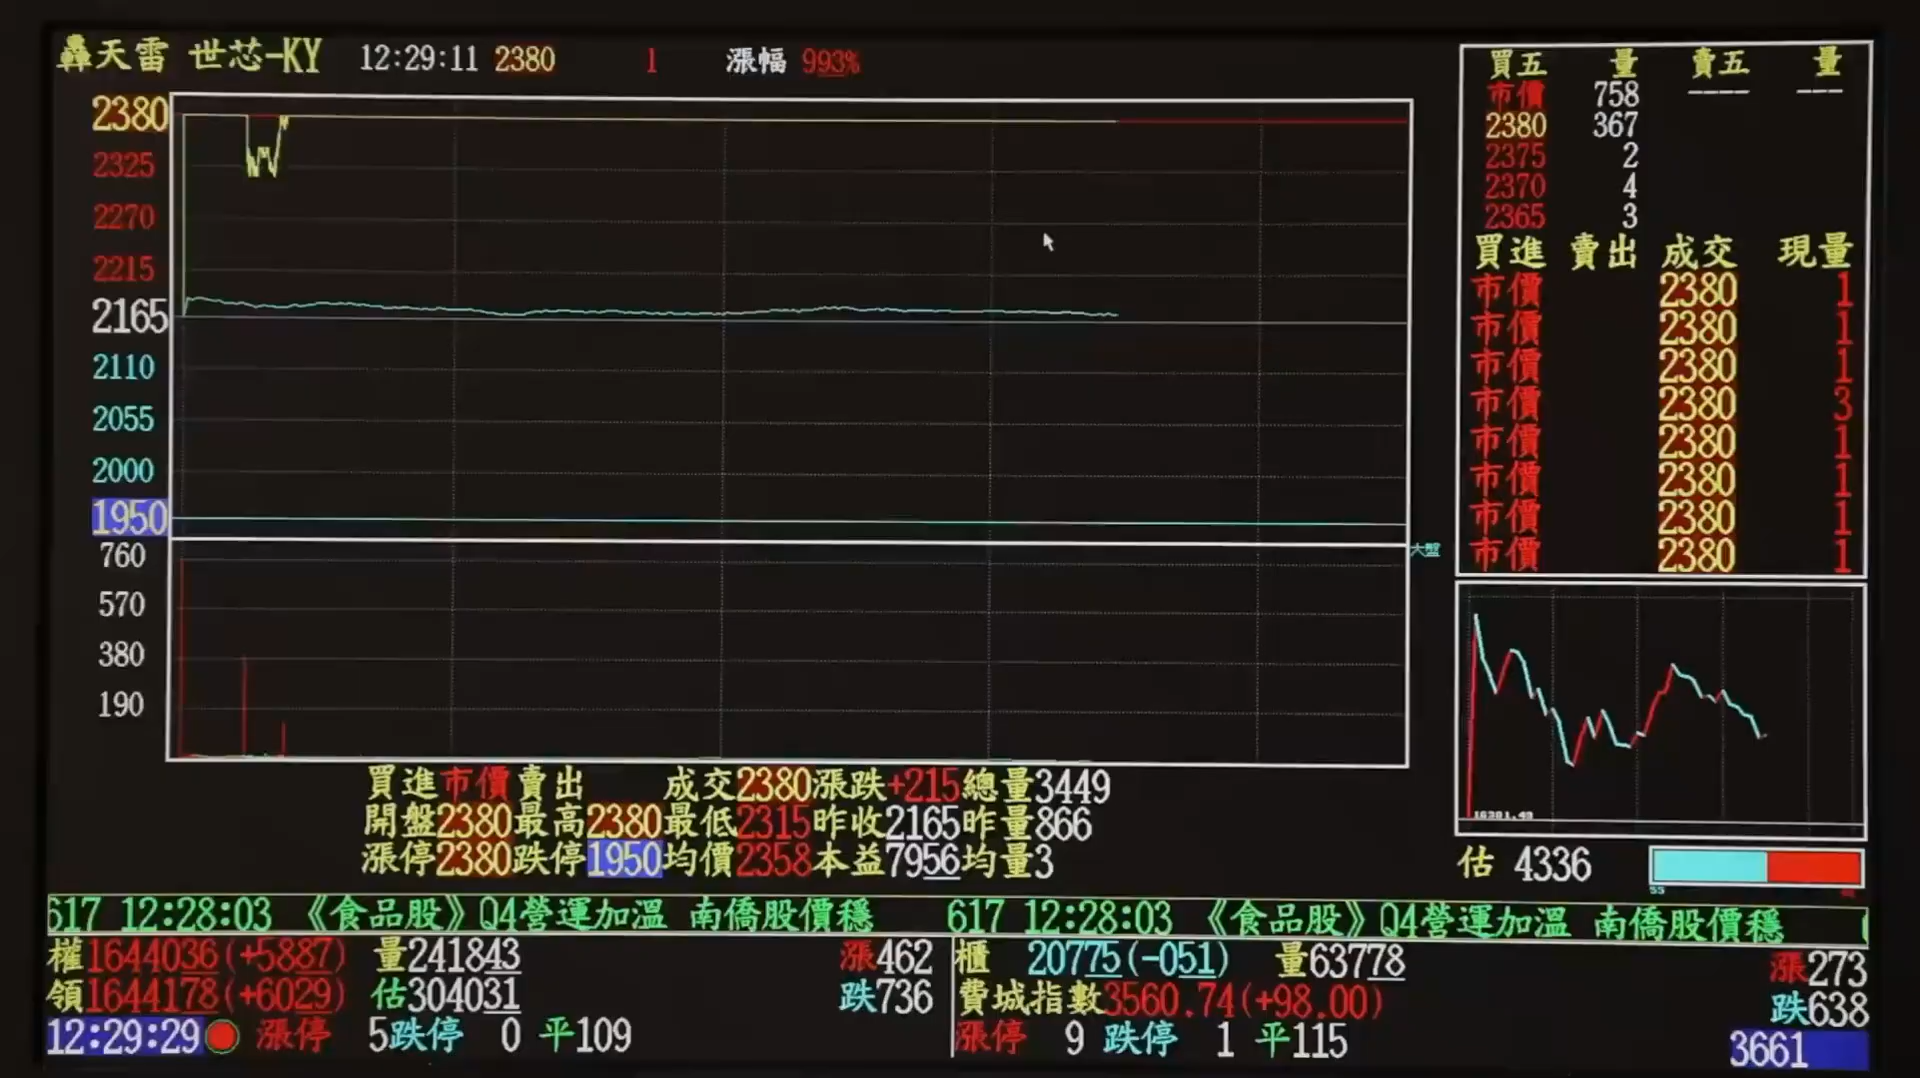 轟天雷 世芯-KY 12:29:11 2380 1 漲幅 993%
2380
2325
2270
2215
2165
2110
2055
2000
1950
760
570
380
190
大盤
買五 量 賣五 量
市價 758 ---- ---
2380 367
2375 2
2370 4
2365 3
買進 賣出 成交 現量
市價 2380 1
市價 2380 1
市價 2380 1
市價 2380 3
市價 2380 1
市價 2380 1
市價 2380 1
市價 2380 1
估 4336
55
買進市價賣出 成交2380漲跌+215總量3449
開盤2380最高2380最低2315昨收2165昨量866
漲停2380跌停1950均價2358本益7956均量3
617 12:28:03 《食品股》Q4營運加溫 南僑股價穩 617 12:28:03 《食品股》Q4營運加溫 南僑股價穩
權1644036(+5887) 量24184​3 漲462 櫃 20775(-051) 量63778 漲273
領1644178(+6029) 估304031 跌736 費城指數3560.74(+98.00) 跌638
12:29:29 漲停 5跌停 0 平109 漲停 9 跌停 1 平115 3661